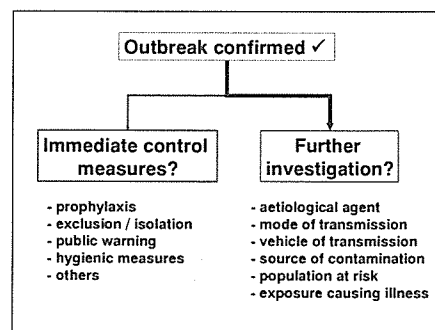 Outbreak confirmed ✓
Immediate control
measures?
- prophylaxis
- exclusion / isolation
- public warning
- hygienic measures
- others
Further
investigation?
- aetiological agent
- mode of transmission
- vehicle of transmission
- source of contamination
- population at risk
- exposure causing illness